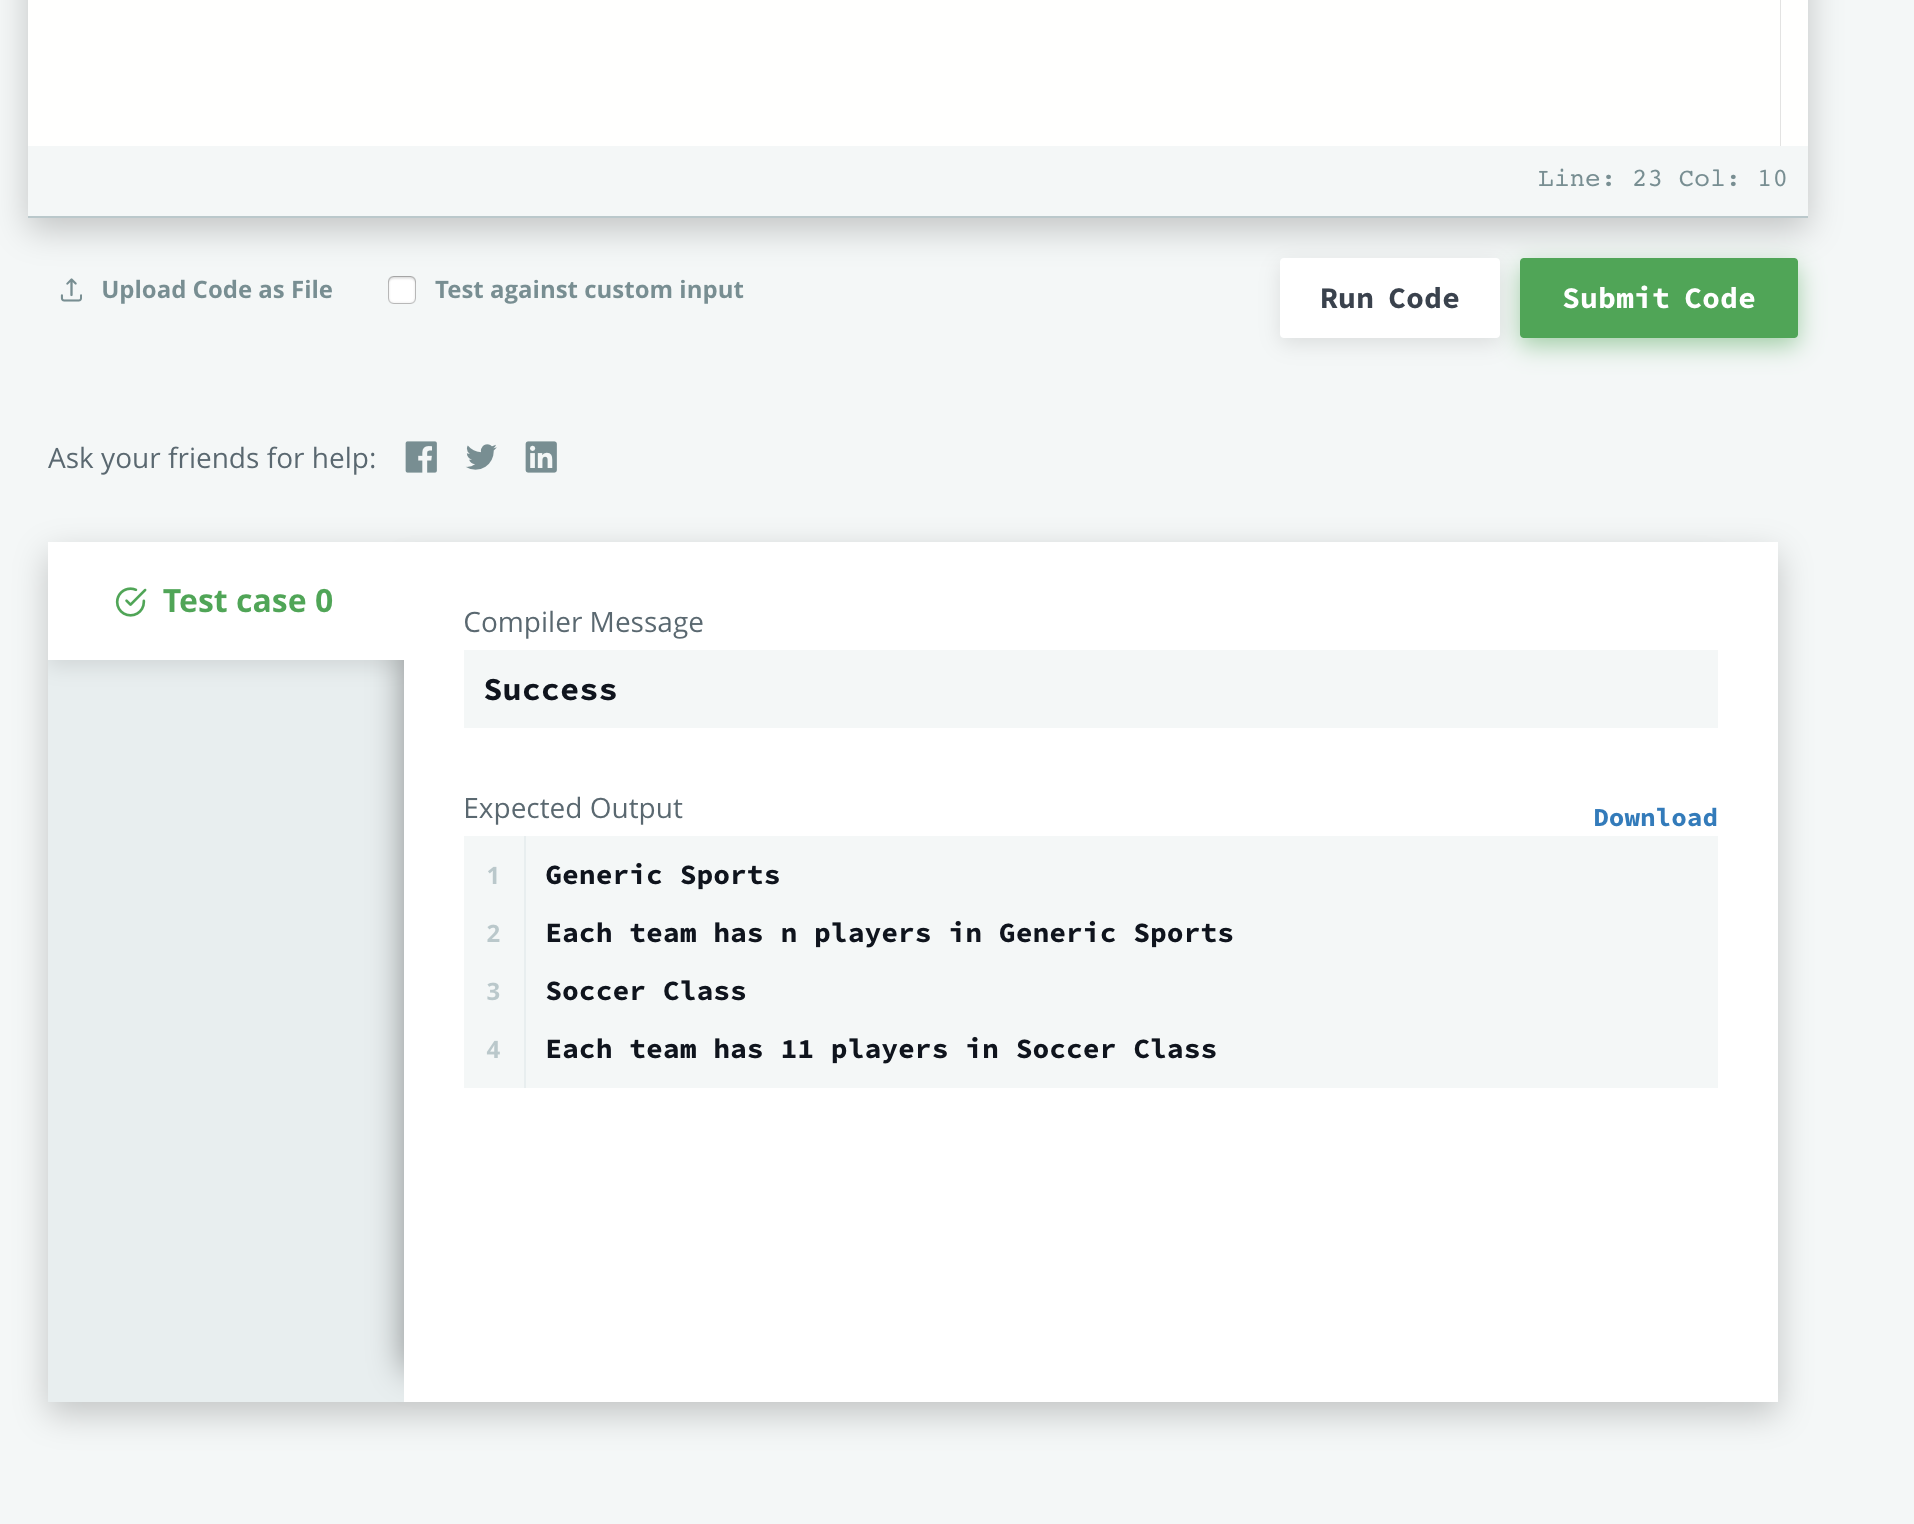 Line: 23 Col: 10
Upload Code as File
Test against custom input
Run Code
Submit Code
Ask your friends for help:
Test case 0
Compiler Message
Success
Expected Output
Download
1 Generic Sports
2 Each team has n players in Generic Sports
3 Soccer Class
4 Each team has 11 players in Soccer Class